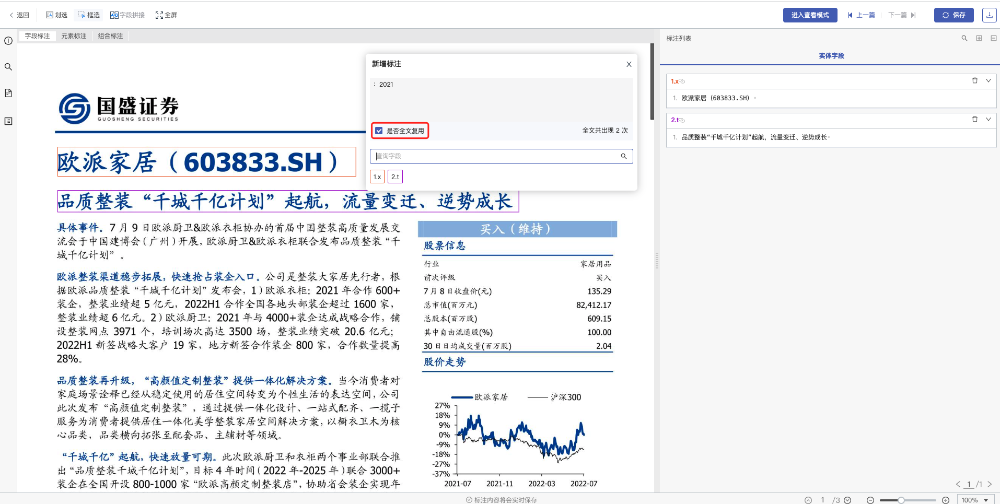 返回
划选
框选
字段拼接
全屏
进入查看模式
上一篇
下一篇
保存
字段标注
元素标注
组合标注
标注列表
实体字段
新增标注
X
: 2021
是否全文复用
全文共出现 2 次
查询字段
1.x
2.t
1.x
1. 欧派家居（603833.SH）
2.t
1. 品质整装“千城千亿计划”起航，流量变迁、逆势成长
国盛证券
GUOSHENG SECURITIES
欧派家居（603833.SH）
品质整装“千城千亿计划”起航，流量变迁、逆势成长
具体事件。7 月 9 日欧派厨卫&欧派衣柜协办的首届中国整装高质量发展交
流会于中国建博会（广州）开展，欧派厨卫&欧派衣柜联合发布品质整装“千
城千亿计划”。
欧派整装渠道稳步拓展，快速抢占装企入口。公司是整装大家居先行者，根
据欧派品质整装“千城千亿计划”发布会，1）欧派衣柜：2021 年合作 600+
装企，整装业绩超 5 亿元，2022H1 合作全国各地头部装企超过 1600 家，
整装业绩超 6 亿元。2）欧派厨卫：2021 年与 4000+装企达成战略合作，铺
设整装网点 3971 个，培训场次高达 3500 场，整装业绩突破 20.6 亿元；
2022H1 新签战略大客户 19 家，地方新签合作装企 800 家，合作数量提高
28%。
品质整装再升级，“高颜值定制整装”提供一体化解决方案。当今消费者对
家庭场景诠释已经从稳定使用的居住空间转变为个性生活的表达空间，公司
此次发布“高颜值定制整装”，通过提供一体化设计、一站式配齐、一揽子
服务为消费者提供居住一体化美学整装家居空间解决方案，以橱衣卫木为核
心品类，品类横向拓张至配套品、主辅材等领域。
“千城千亿”起航，快速放量可期。此次欧派厨卫和衣柜两个事业部联合推
出“品质整装千城千亿计划”，目标 4 年时间（2022 年-2025 年）联合 3000+
装企在全国开设 800-1000 家“欧派高颜定制整装店”，协助省会装企实现年
买入（维持）
股票信息
行业 家居用品
前次评级 买入
7 月 8 日收盘价(元) 135.29
总市值(百万元) 82,412.17
总股本(百万股) 609.15
其中自由流通股(%) 100.00
30 日日均成交量(百万股) 2.04
股价走势
欧派家居 沪深300
27%
18%
9%
0%
-9%
-18%
-27%
-37%
2021-07 2021-11 2022-03 2022-07
1 /1
标注内容将会实时保存
1 /3
100%